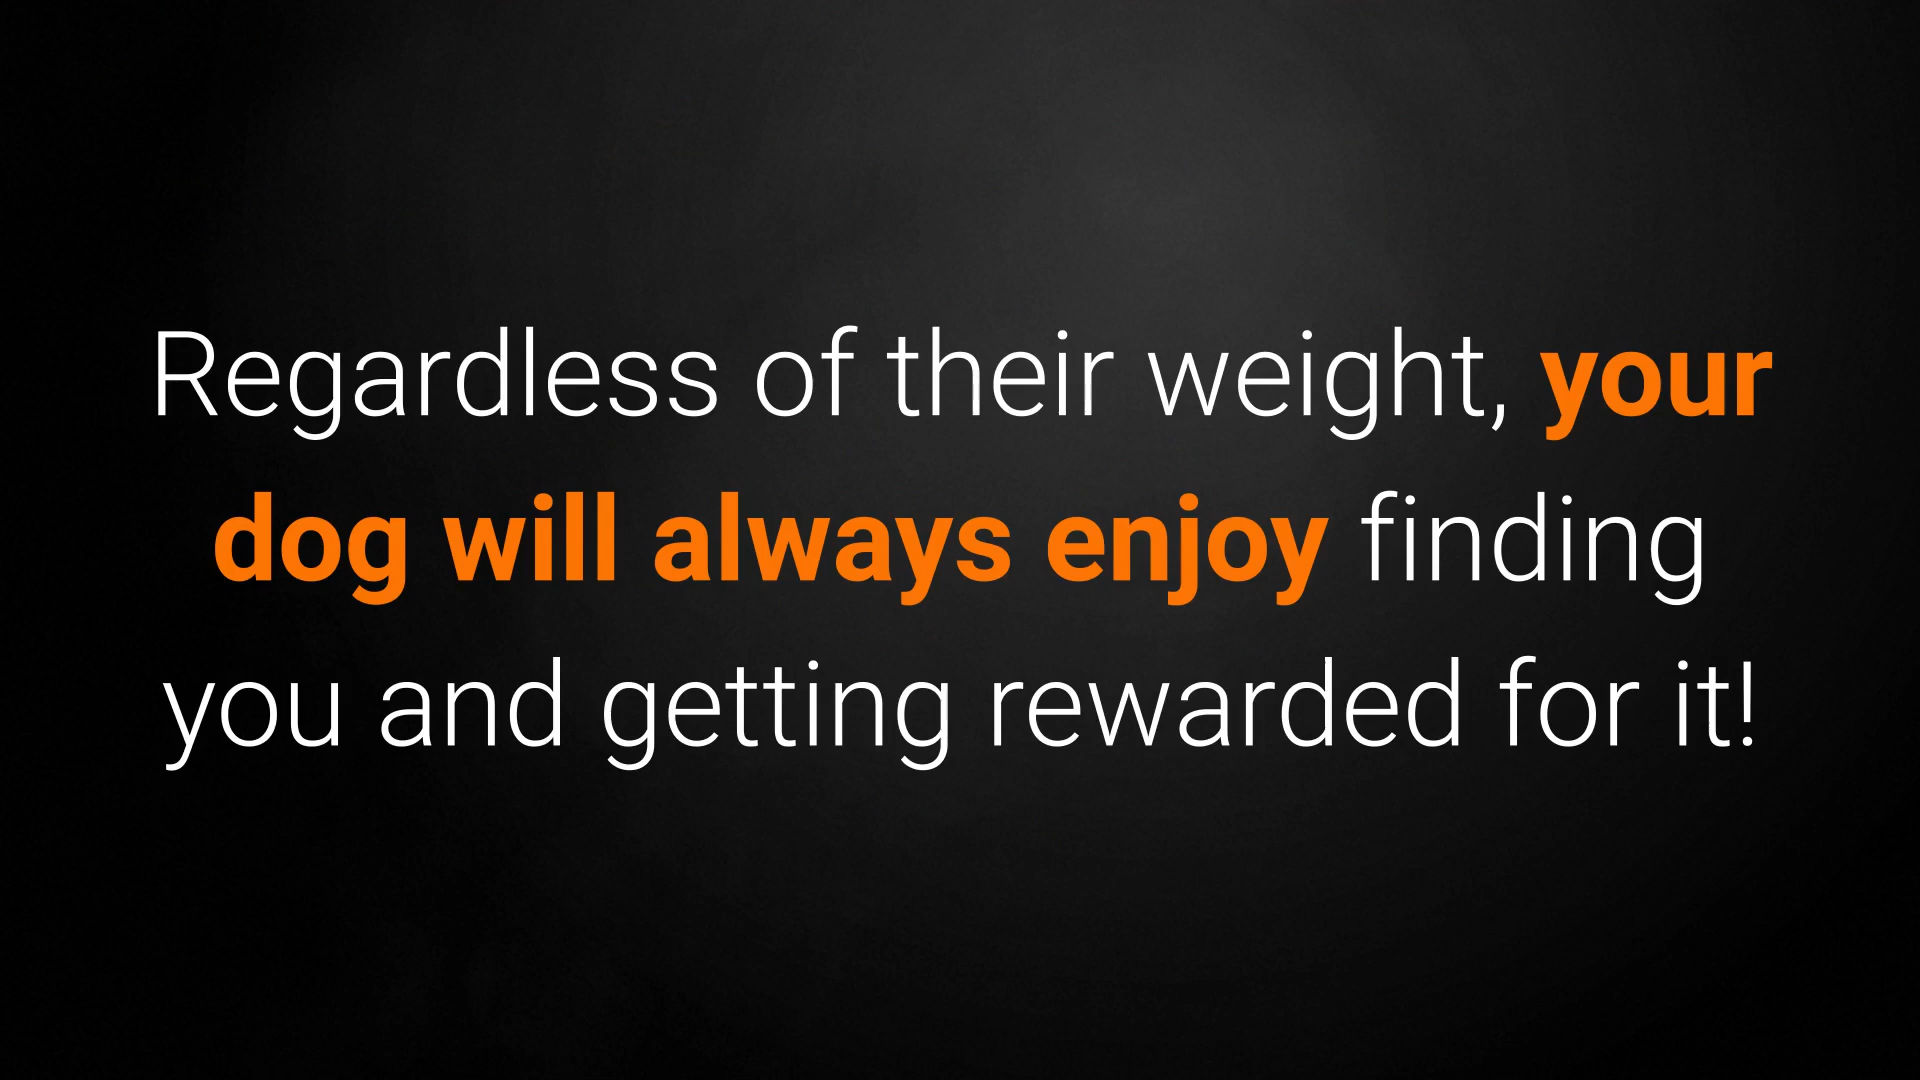 Regardless of their weight, your
dog will always enjoy finding
you and getting rewarded for it!